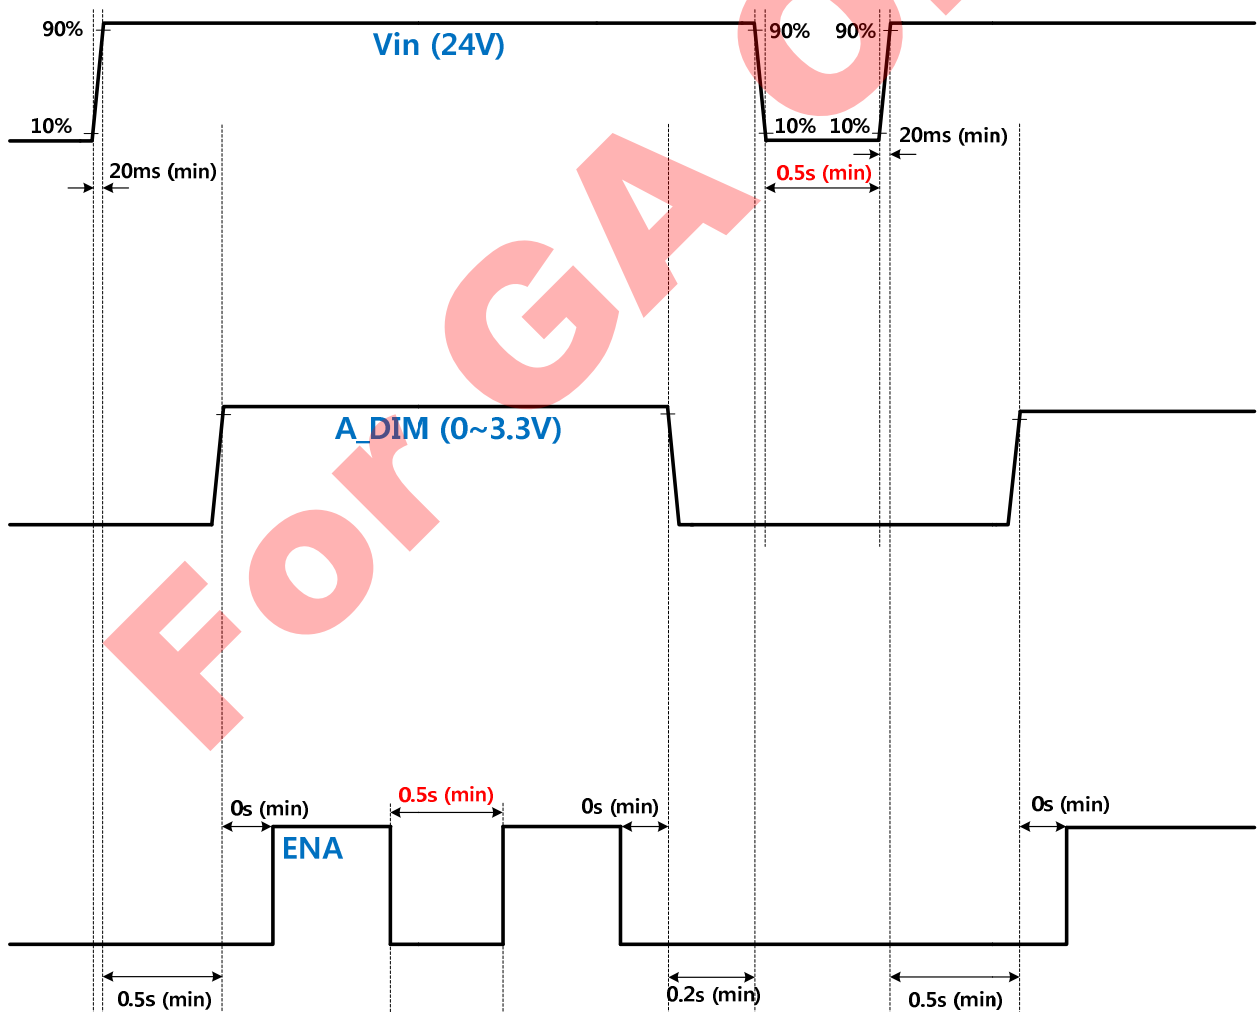 90%
Vin (24V)
90%
90%
10%
10%
10%
20ms (min)
20ms (min)
0.5s (min)
A_DIM (0~3.3V)
For GA
0s (min)
0.5s (min)
0s (min)
0s (min)
ENA
0.5s (min)
0.2s (min)
0.5s (min)